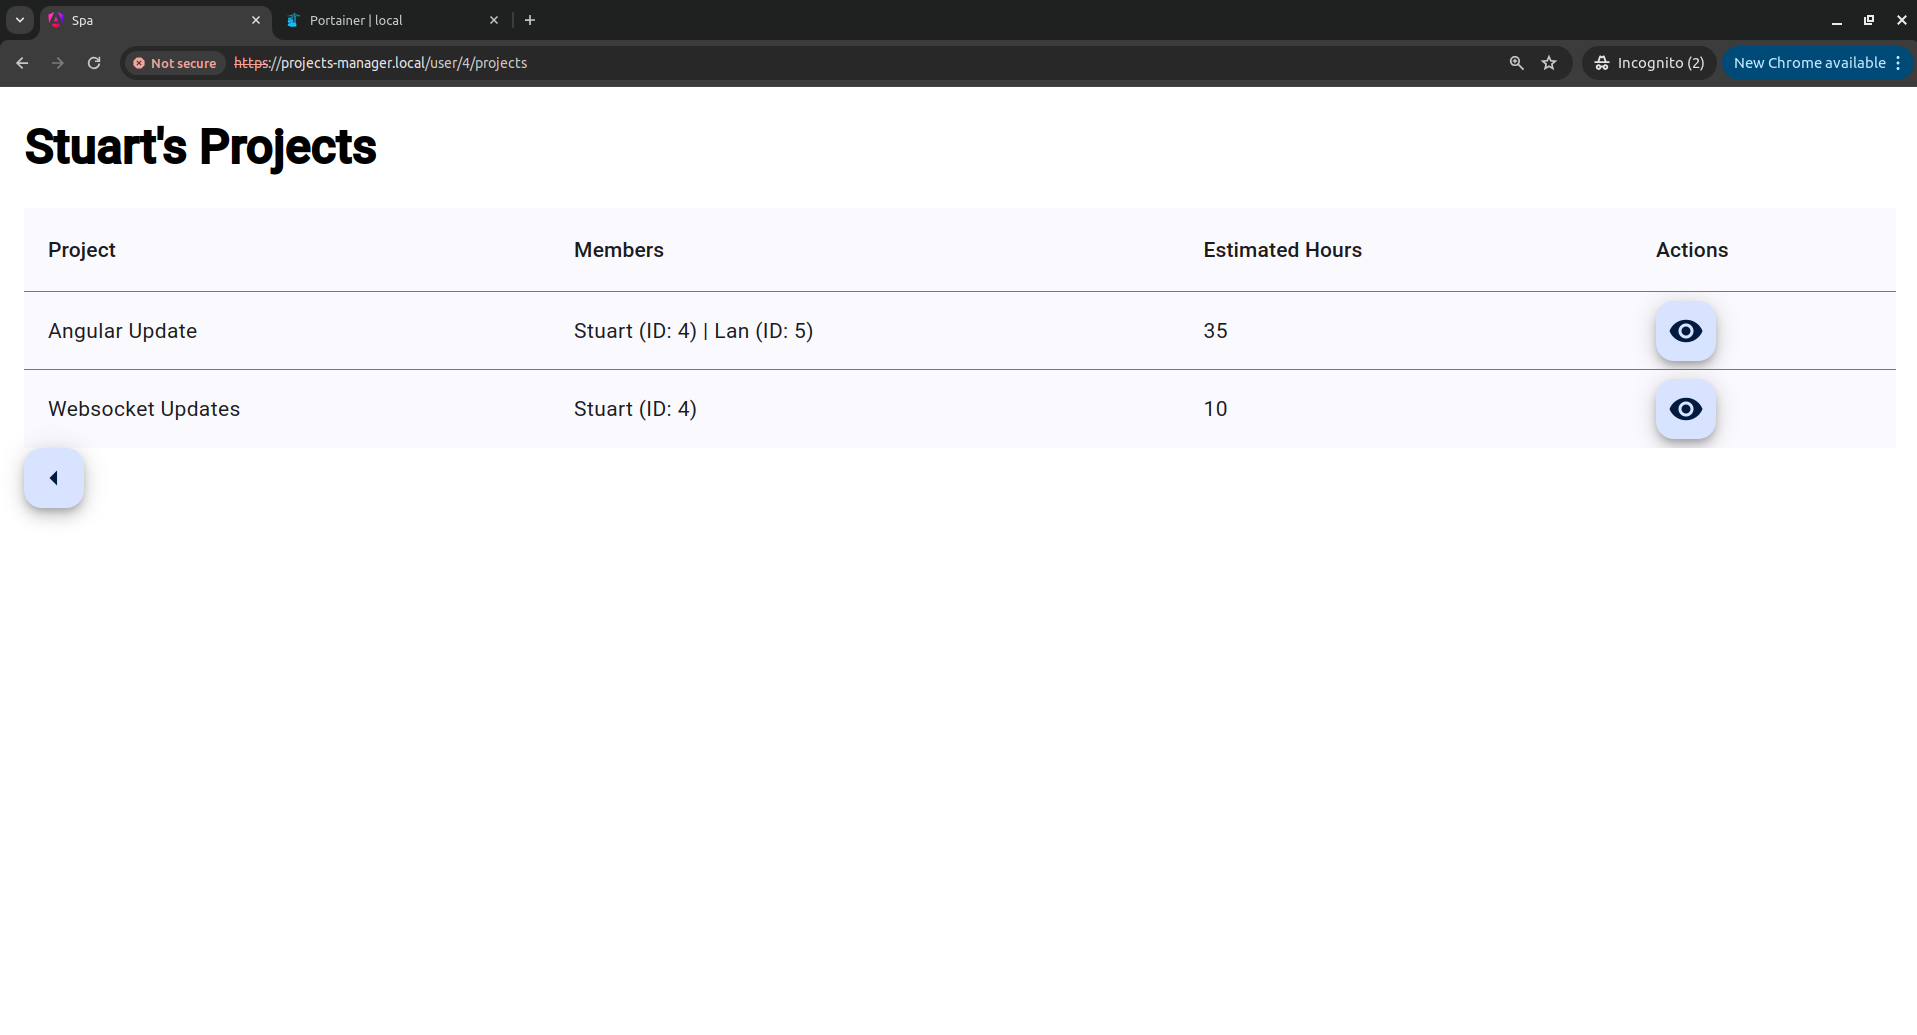 Spa
Portainer | local
Not secure
https://projects-manager.local/user/4/projects
Incognito (2)
New Chrome available
Stuart's Projects
Project Members Estimated Hours Actions
Angular Update Stuart (ID: 4) | Lan (ID: 5) 35
Websocket Updates Stuart (ID: 4) 10